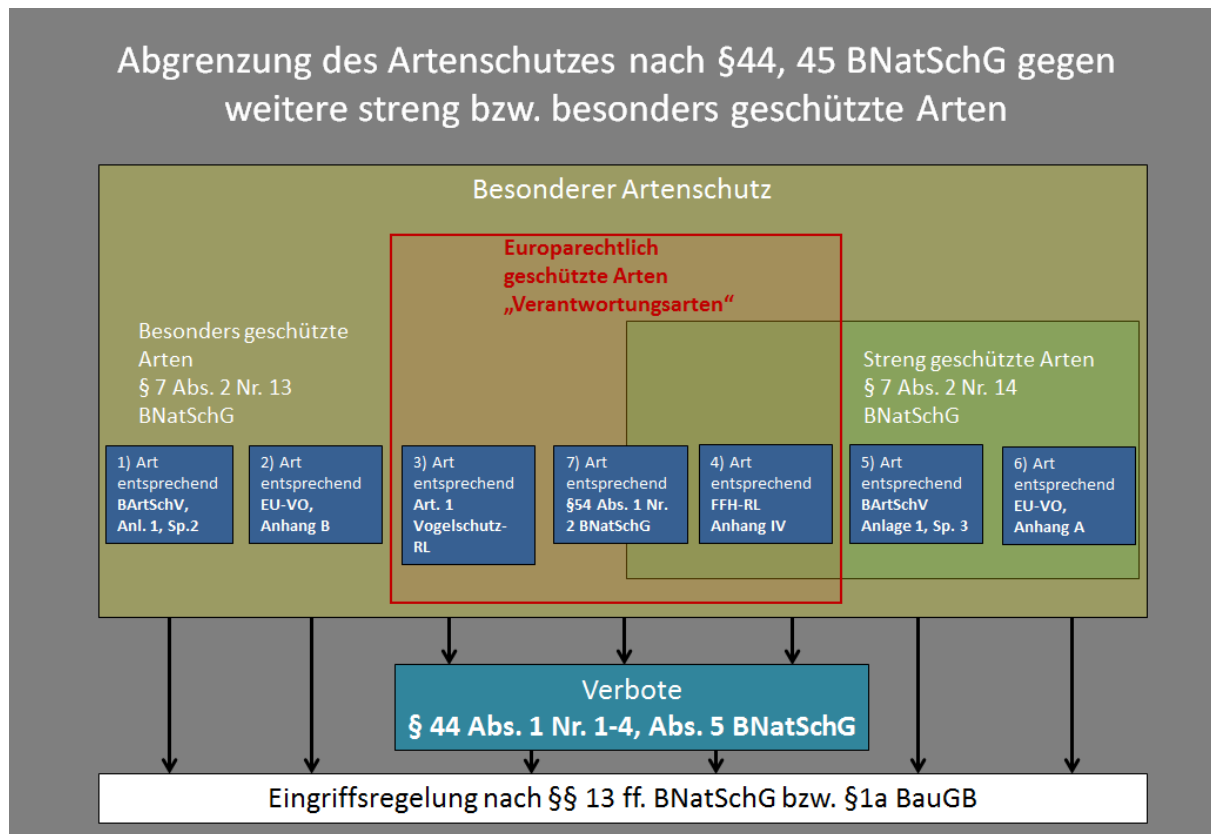 Abgrenzung des Artenschutzes nach §44, 45 BNatSchG gegen
weitere streng bzw. besonders geschützte Arten
Besonderer Artenschutz
Europarechtlich
geschützte Arten
„Verantwortungsarten“
Besonders geschützte
Arten
§ 7 Abs. 2 Nr. 13
BNatSchG
Streng geschützte Arten
§ 7 Abs. 2 Nr. 14
BNatSchG
1) Art
entsprechend
BArtSchV,
Anl. 1, Sp.2
2) Art
entsprechend
EU-VO,
Anhang B
3) Art
entsprechend
Art. 1
Vogelschutz-
RL
7) Art
entsprechend
§54 Abs. 1 Nr.
2 BNatSchG
4) Art
entsprechend
FFH-RL
Anhang IV
5) Art
entsprechend
BArtSchV
Anlage 1, Sp. 3
6) Art
entsprechend
EU-VO,
Anhang A
Verbote
§ 44 Abs. 1 Nr. 1-4, Abs. 5 BNatSchG
Eingriffsregelung nach §§ 13 ff. BNatSchG bzw. §1a BauGB